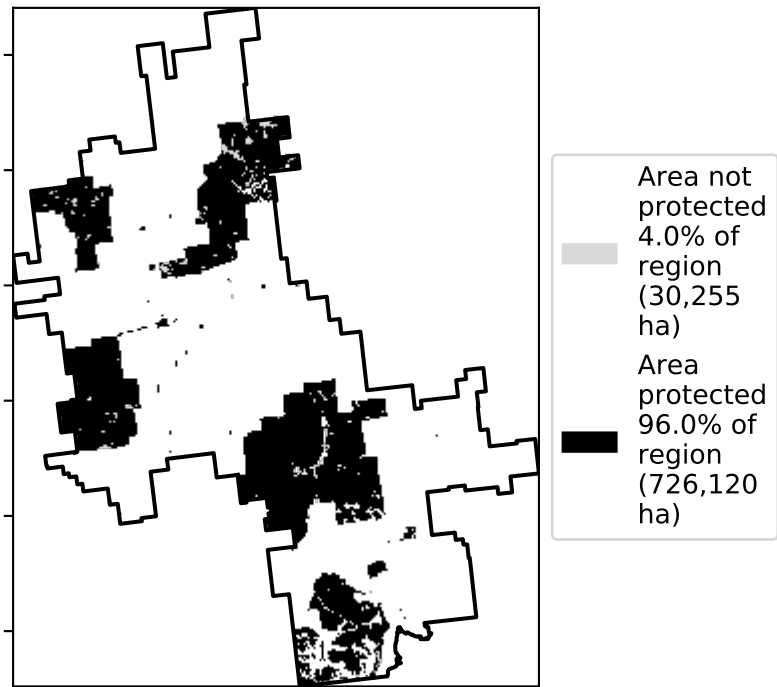 Area not
protected
4.0% of
region
(30,255
ha)
Area
protected
96.0% of
region
(726,120
ha)